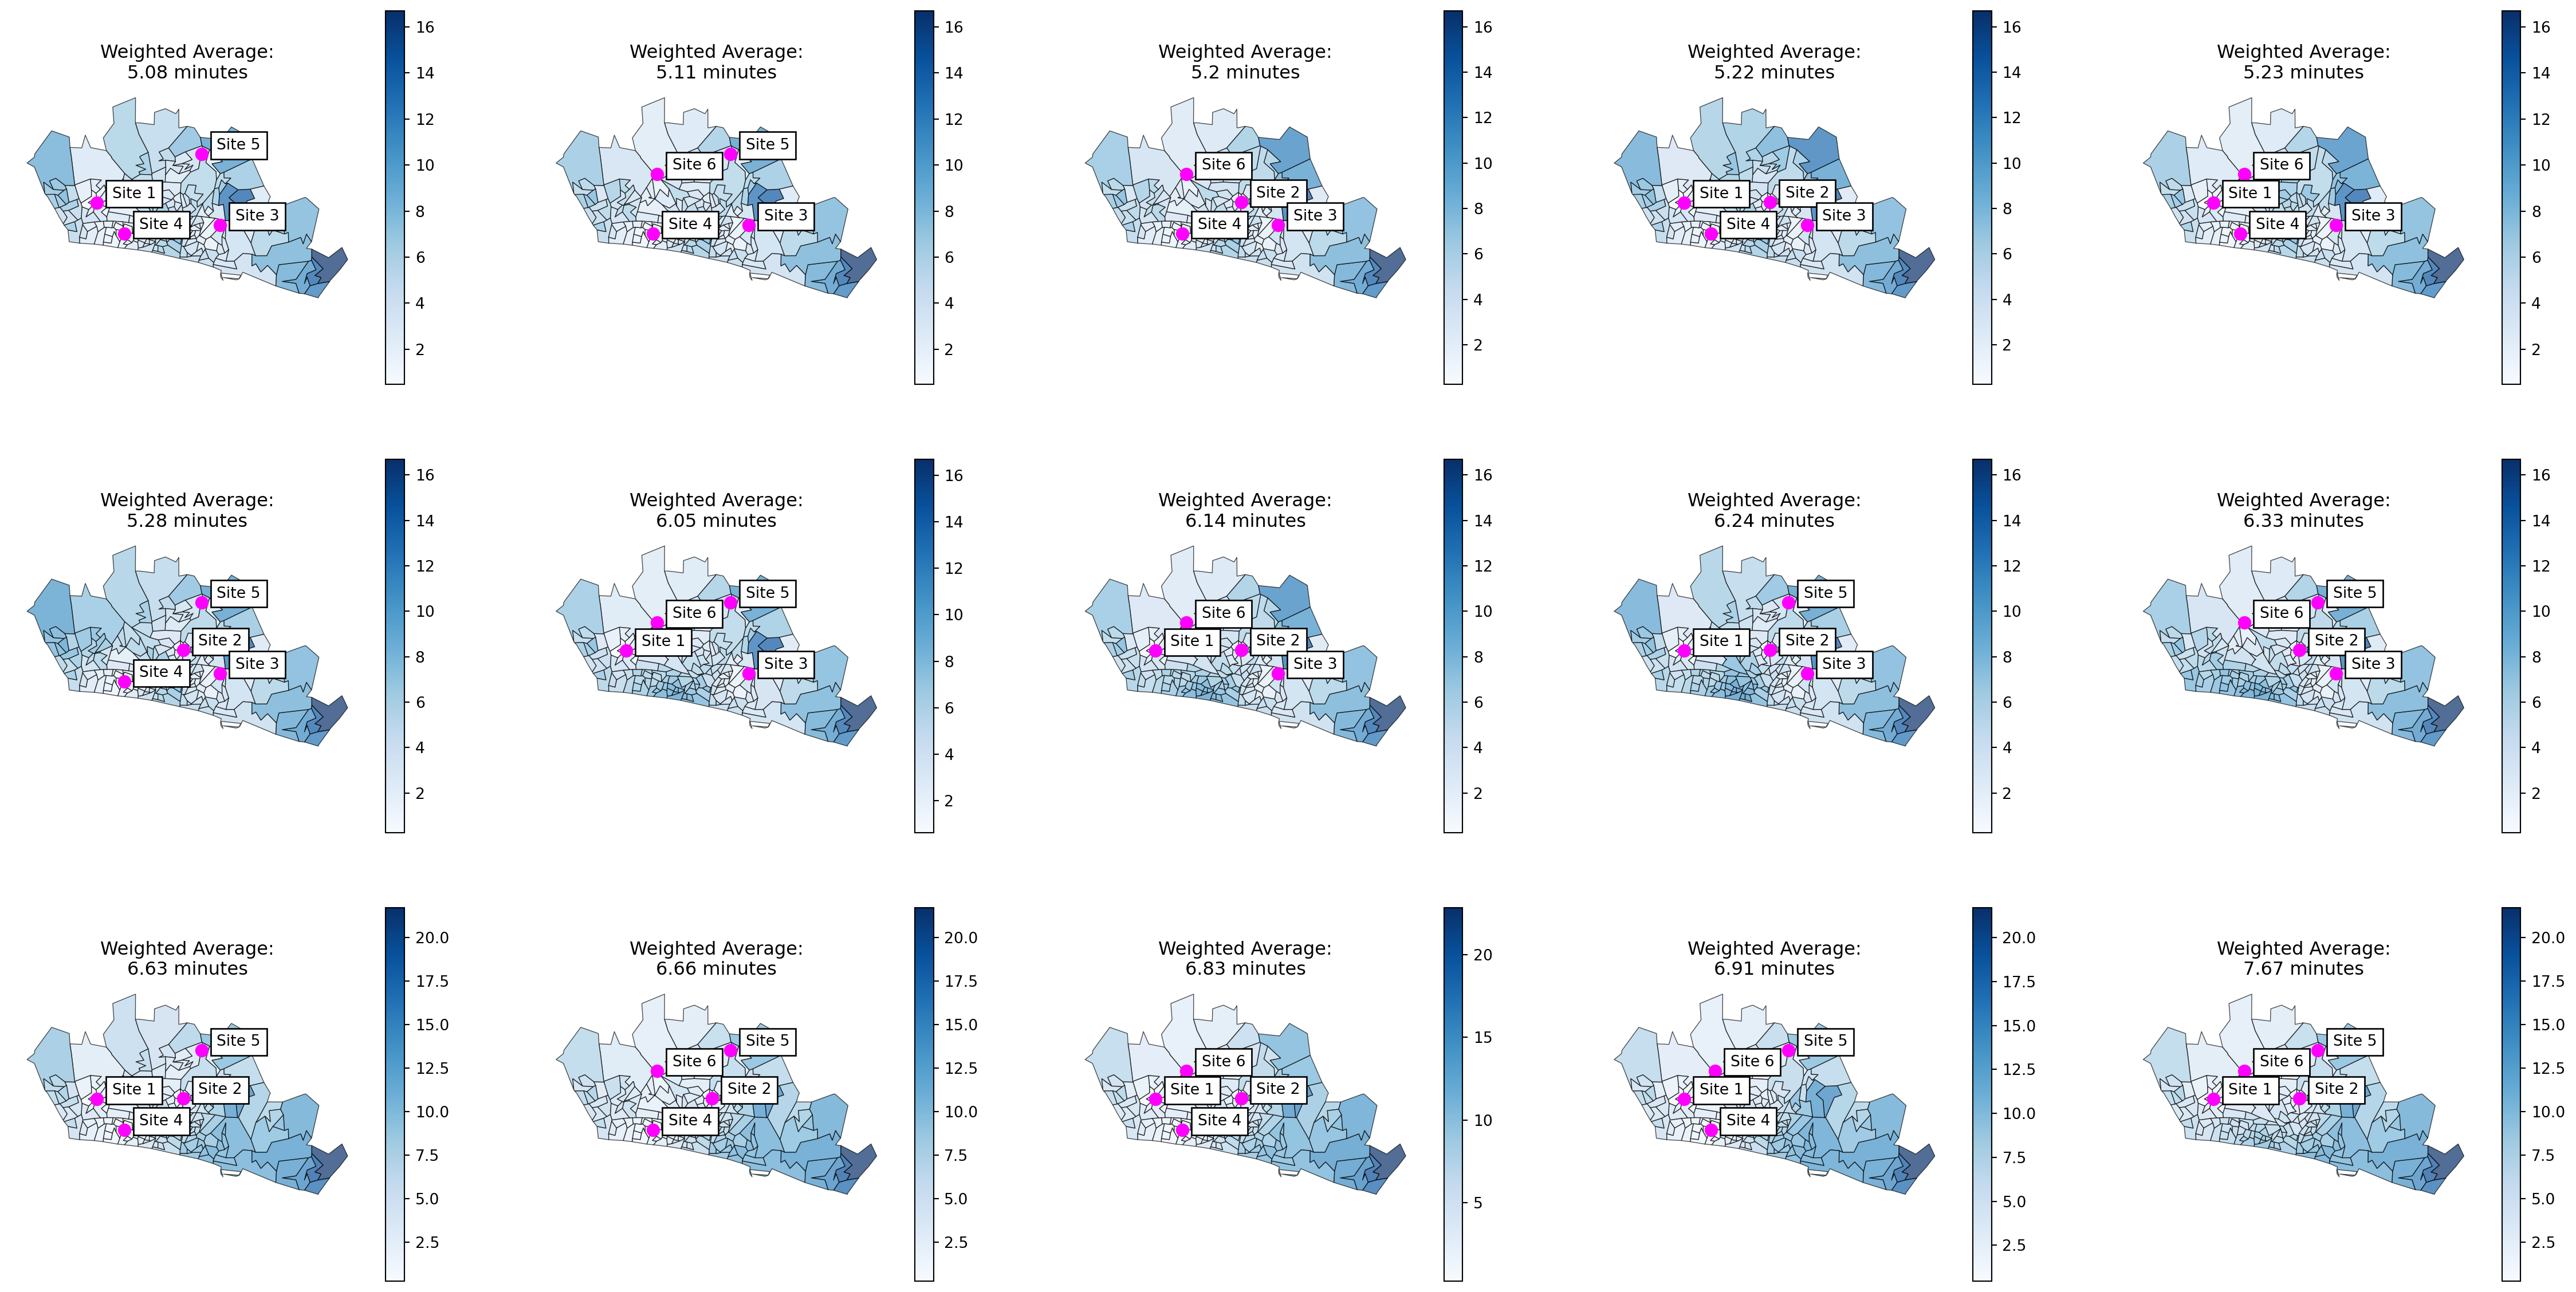 Weighted Average:
5.08 minutes
Site 5
Site 1
Site 4
Site 3
16
14
12
10
8
6
4
2
Weighted Average:
5.11 minutes
Site 5
Site 6
Site 4
Site 3
16
14
12
10
8
6
4
2
Weighted Average:
5.2 minutes
Site 6
Site 2
Site 4
Site 3
16
14
12
10
8
6
4
2
Weighted Average:
5.22 minutes
Site 1
Site 2
Site 4
Site 3
16
14
12
10
8
6
4
2
Weighted Average:
5.23 minutes
Site 6
Site 1
Site 4
Site 3
16
14
12
10
8
6
4
2
Weighted Average:
5.28 minutes
Site 5
Site 2
Site 4
Site 3
16
14
12
10
8
6
4
2
Weighted Average:
6.05 minutes
Site 5
Site 6
Site 1
Site 3
16
14
12
10
8
6
4
2
Weighted Average:
6.14 minutes
Site 6
Site 1
Site 2
Site 3
16
14
12
10
8
6
4
2
Weighted Average:
6.24 minutes
Site 5
Site 1
Site 2
Site 3
16
14
12
10
8
6
4
2
Weighted Average:
6.33 minutes
Site 5
Site 6
Site 2
Site 3
16
14
12
10
8
6
4
2
Weighted Average:
6.63 minutes
Site 5
Site 1
Site 2
Site 4
20.0
17.5
15.0
12.5
10.0
7.5
5.0
2.5
Weighted Average:
6.66 minutes
Site 5
Site 6
Site 2
Site 4
20.0
17.5
15.0
12.5
10.0
7.5
5.0
2.5
Weighted Average:
6.83 minutes
Site 6
Site 1
Site 2
Site 4
20
15
10
5
Weighted Average:
6.91 minutes
Site 5
Site 6
Site 1
Site 4
20.0
17.5
15.0
12.5
10.0
7.5
5.0
2.5
Weighted Average:
7.67 minutes
Site 5
Site 6
Site 1
Site 2
20.0
17.5
15.0
12.5
10.0
7.5
5.0
2.5